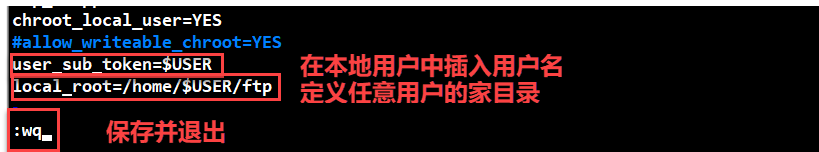 chroot_local_user=YES
#allow_writeable_chroot=YES
user_sub_token=$USER 在本地用户中插入用户名
local_root=/home/$USER/ftp 定义任意用户的家目录
:wq 保存并退出